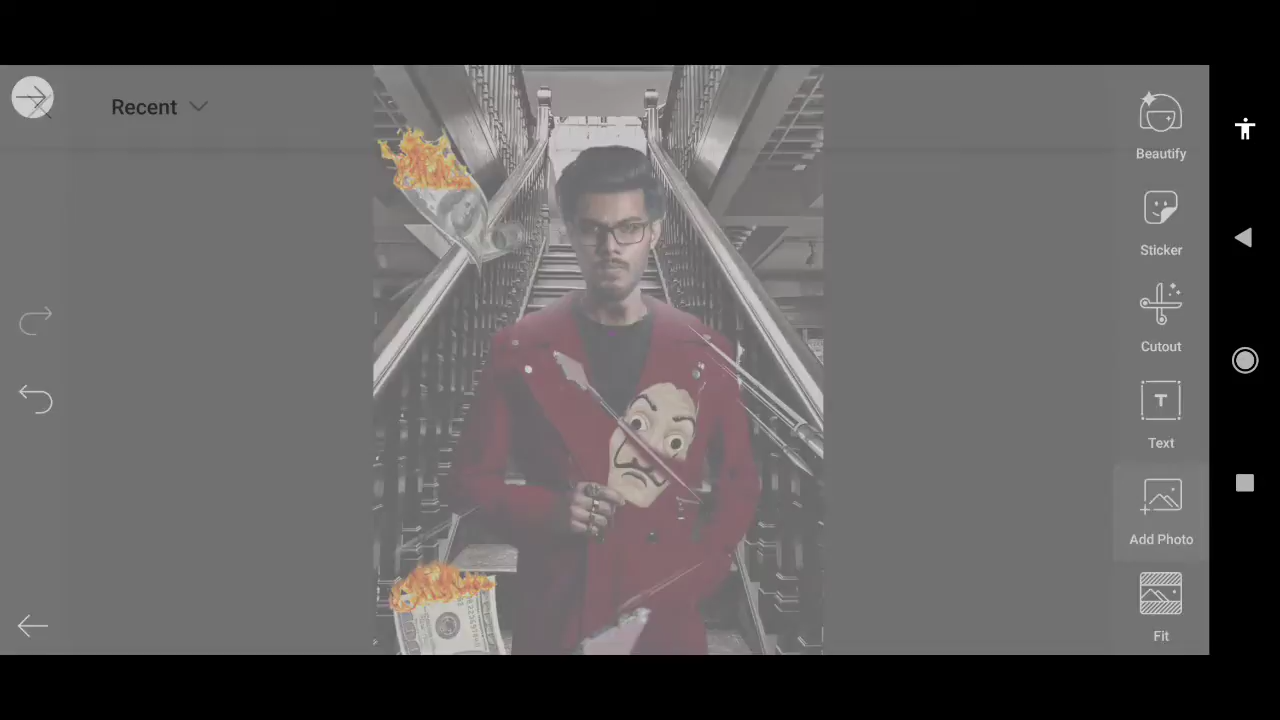 Recent
Beautify
Sticker
Cutout
T
Text
Add Photo
Fit